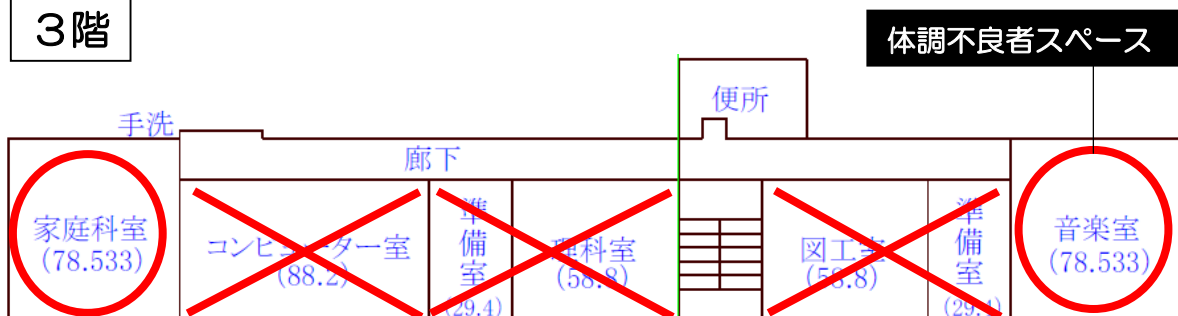 ３階
体調不良者スペース
便所
手洗
廊下
家庭科室
(78.533)
コンピューター室
(88.2)
準備室
(29.4)
理科室
(58.8)
図工室
(58.8)
準備室
(29.4)
音楽室
(78.533)